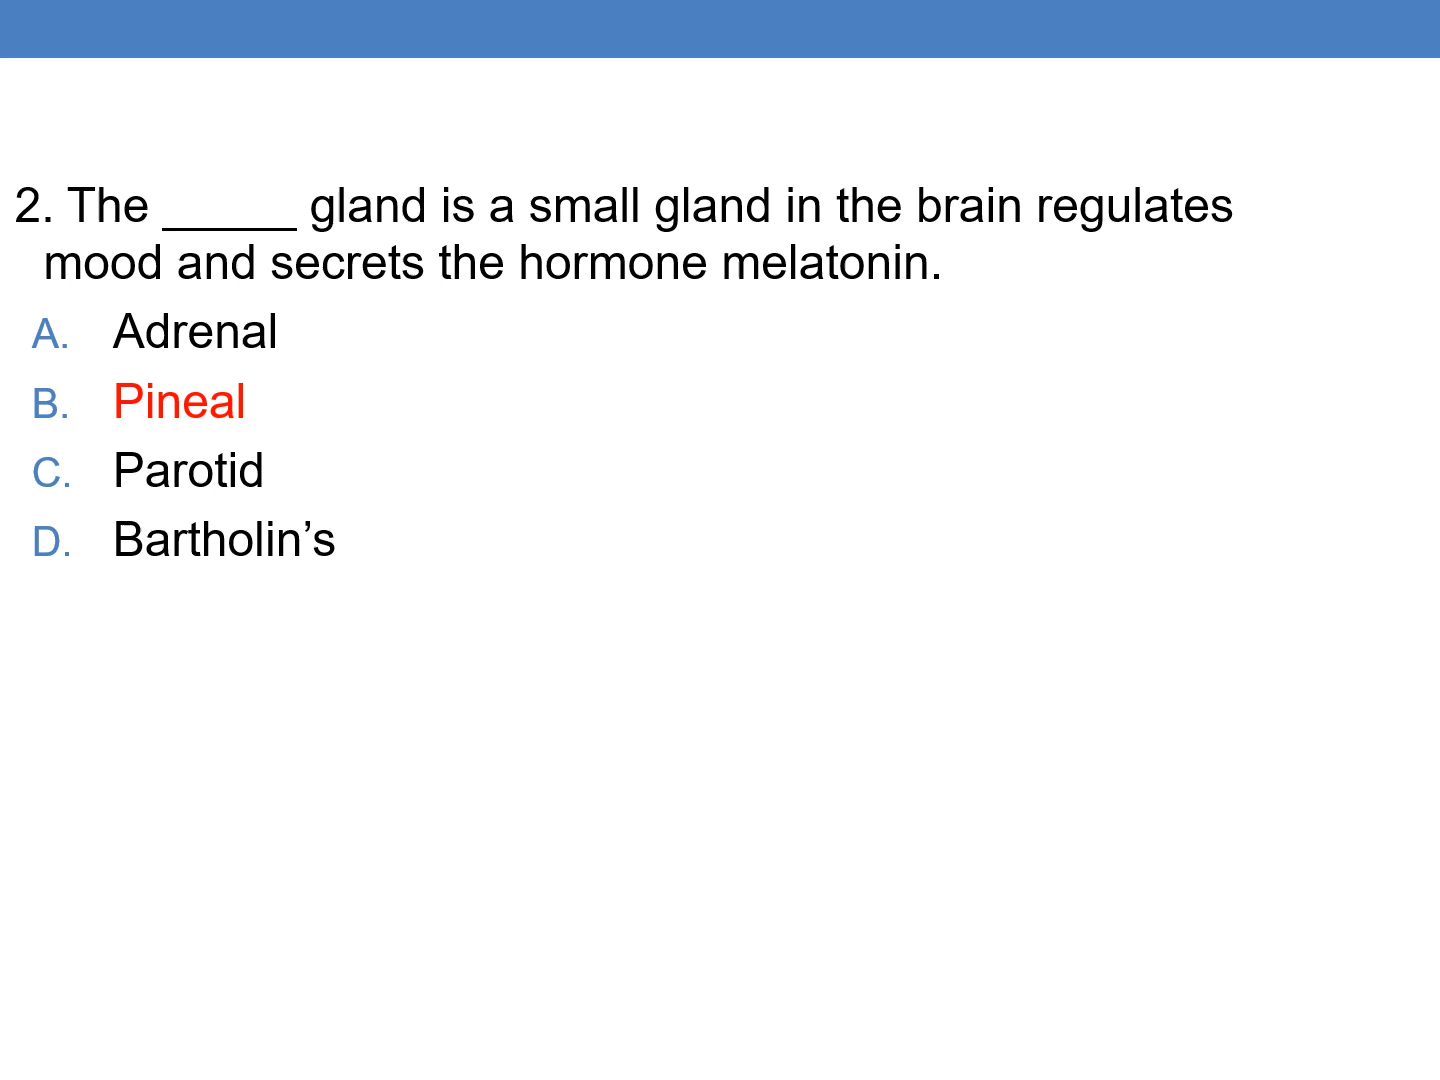 2. The _____ gland is a small gland in the brain regulates
mood and secrets the hormone melatonin.
A. Adrenal
B. Pineal
C. Parotid
D. Bartholin’s